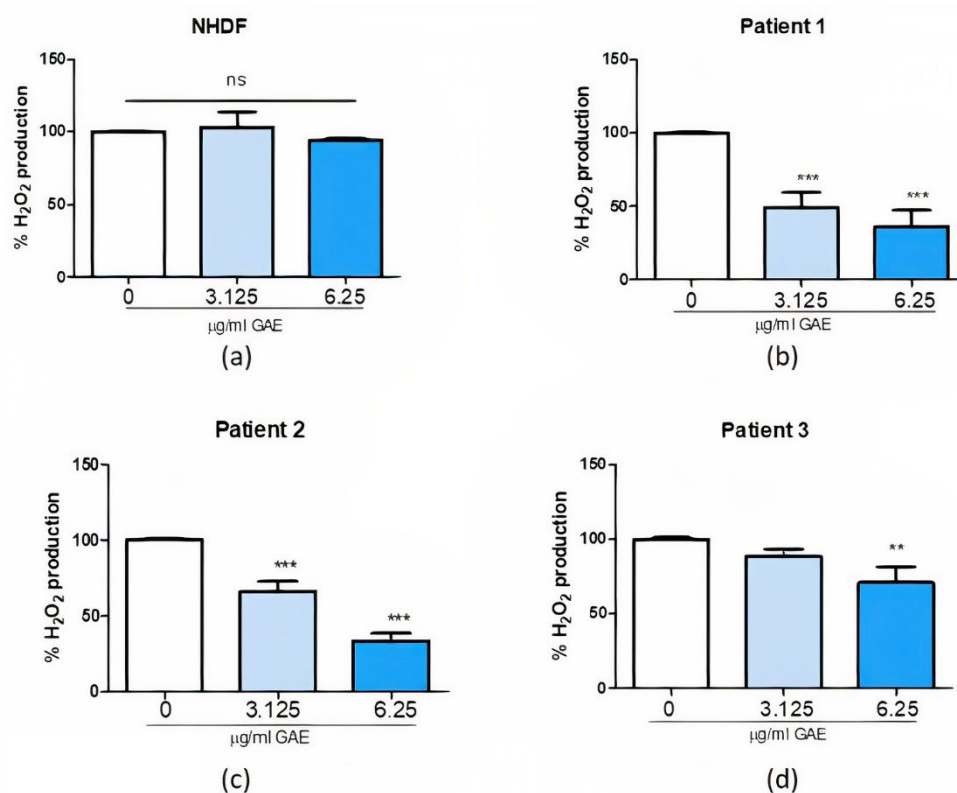 NHDF
% H₂O₂ production
150
100
50
0
ns
0 3.125 6.25
µg/ml GAE
(a)
Patient 1
% H₂O₂ production
150
100
50
0
***
***
0 3.125 6.25
µg/ml GAE
(b)
Patient 2
% H₂O₂ production
150
100
50
0
***
***
0 3.125 6.25
µg/ml GAE
(c)
Patient 3
% H₂O₂ production
150
100
50
0
**
0 3.125 6.25
µg/ml GAE
(d)